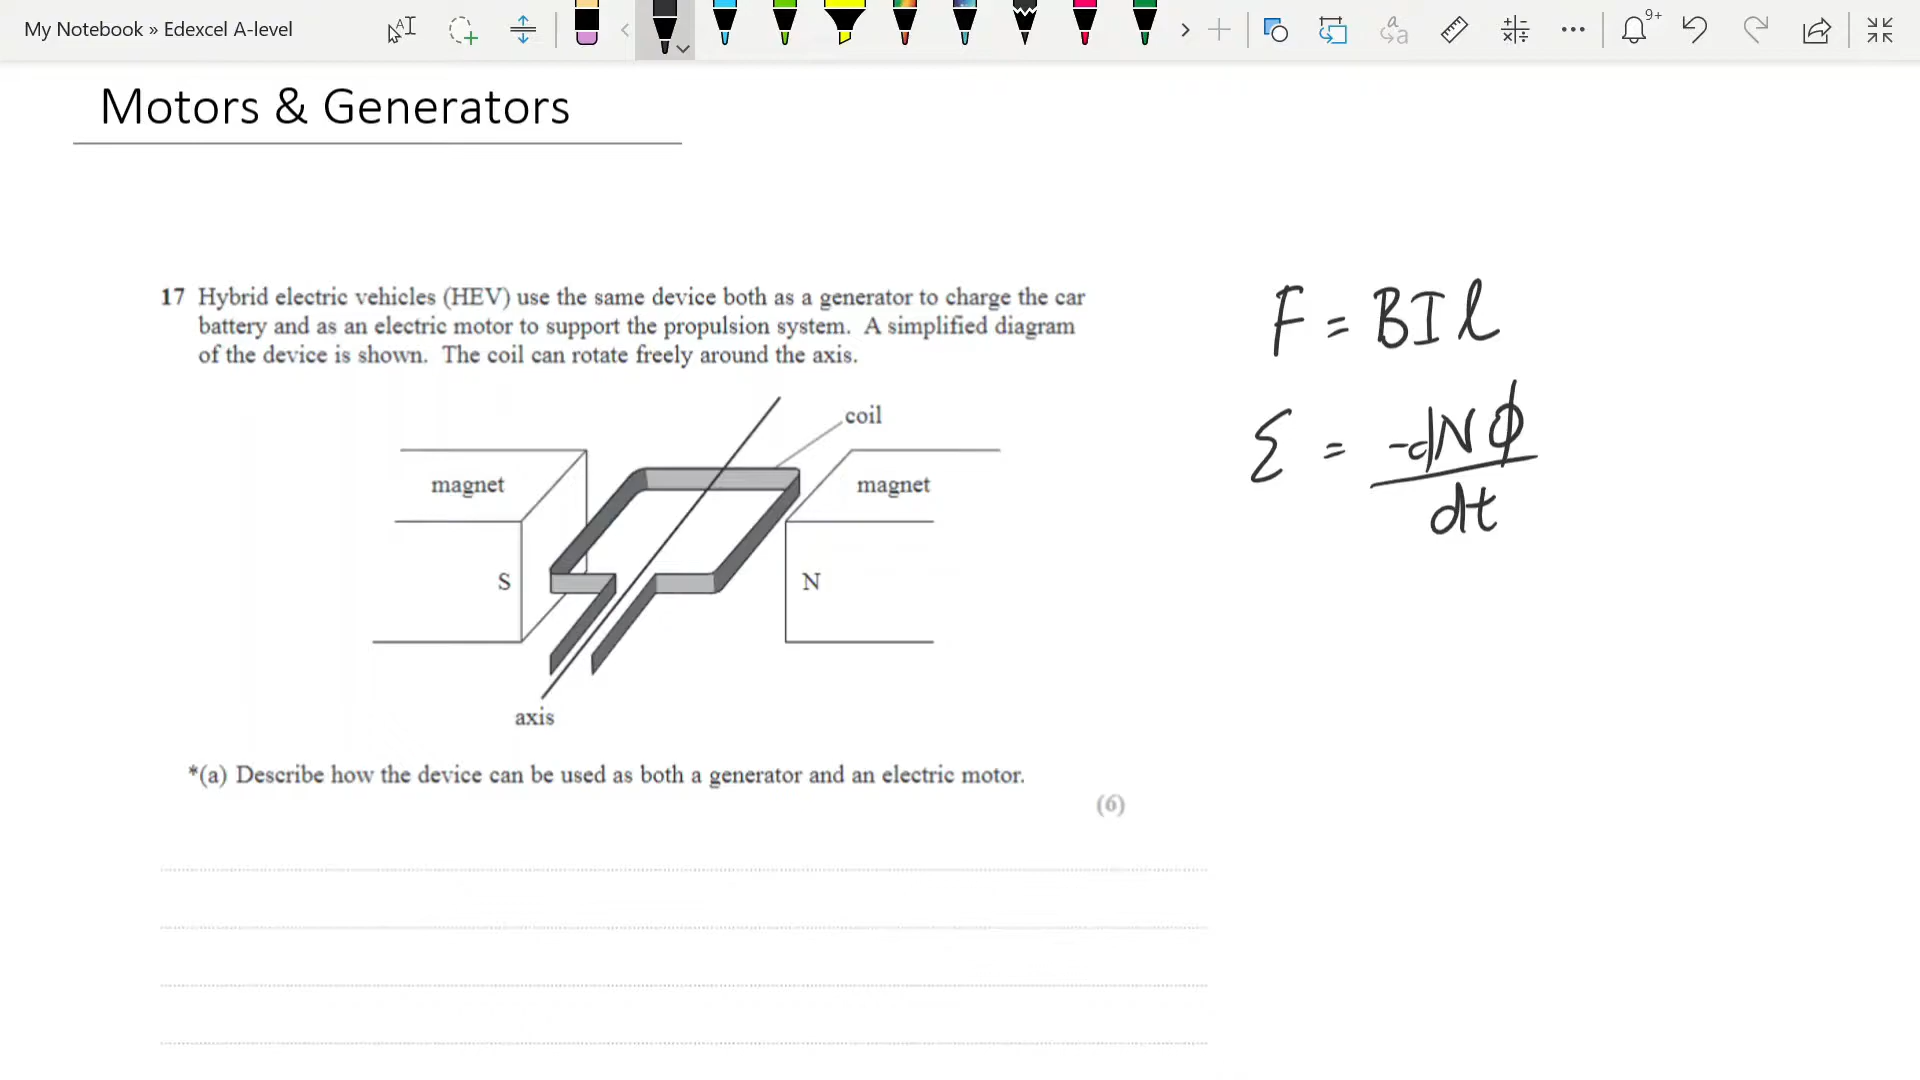 My Notebook » Edexcel A-level
9+
Motors & Generators
17 Hybrid electric vehicles (HEV) use the same device both as a generator to charge the car
battery and as an electric motor to support the propulsion system. A simplified diagram
of the device is shown. The coil can rotate freely around the axis.
coil
magnet
magnet
S
N
axis
F = BIl
Ɛ = -dNϕ
dt
*(a) Describe how the device can be used as both a generator and an electric motor.
(6)